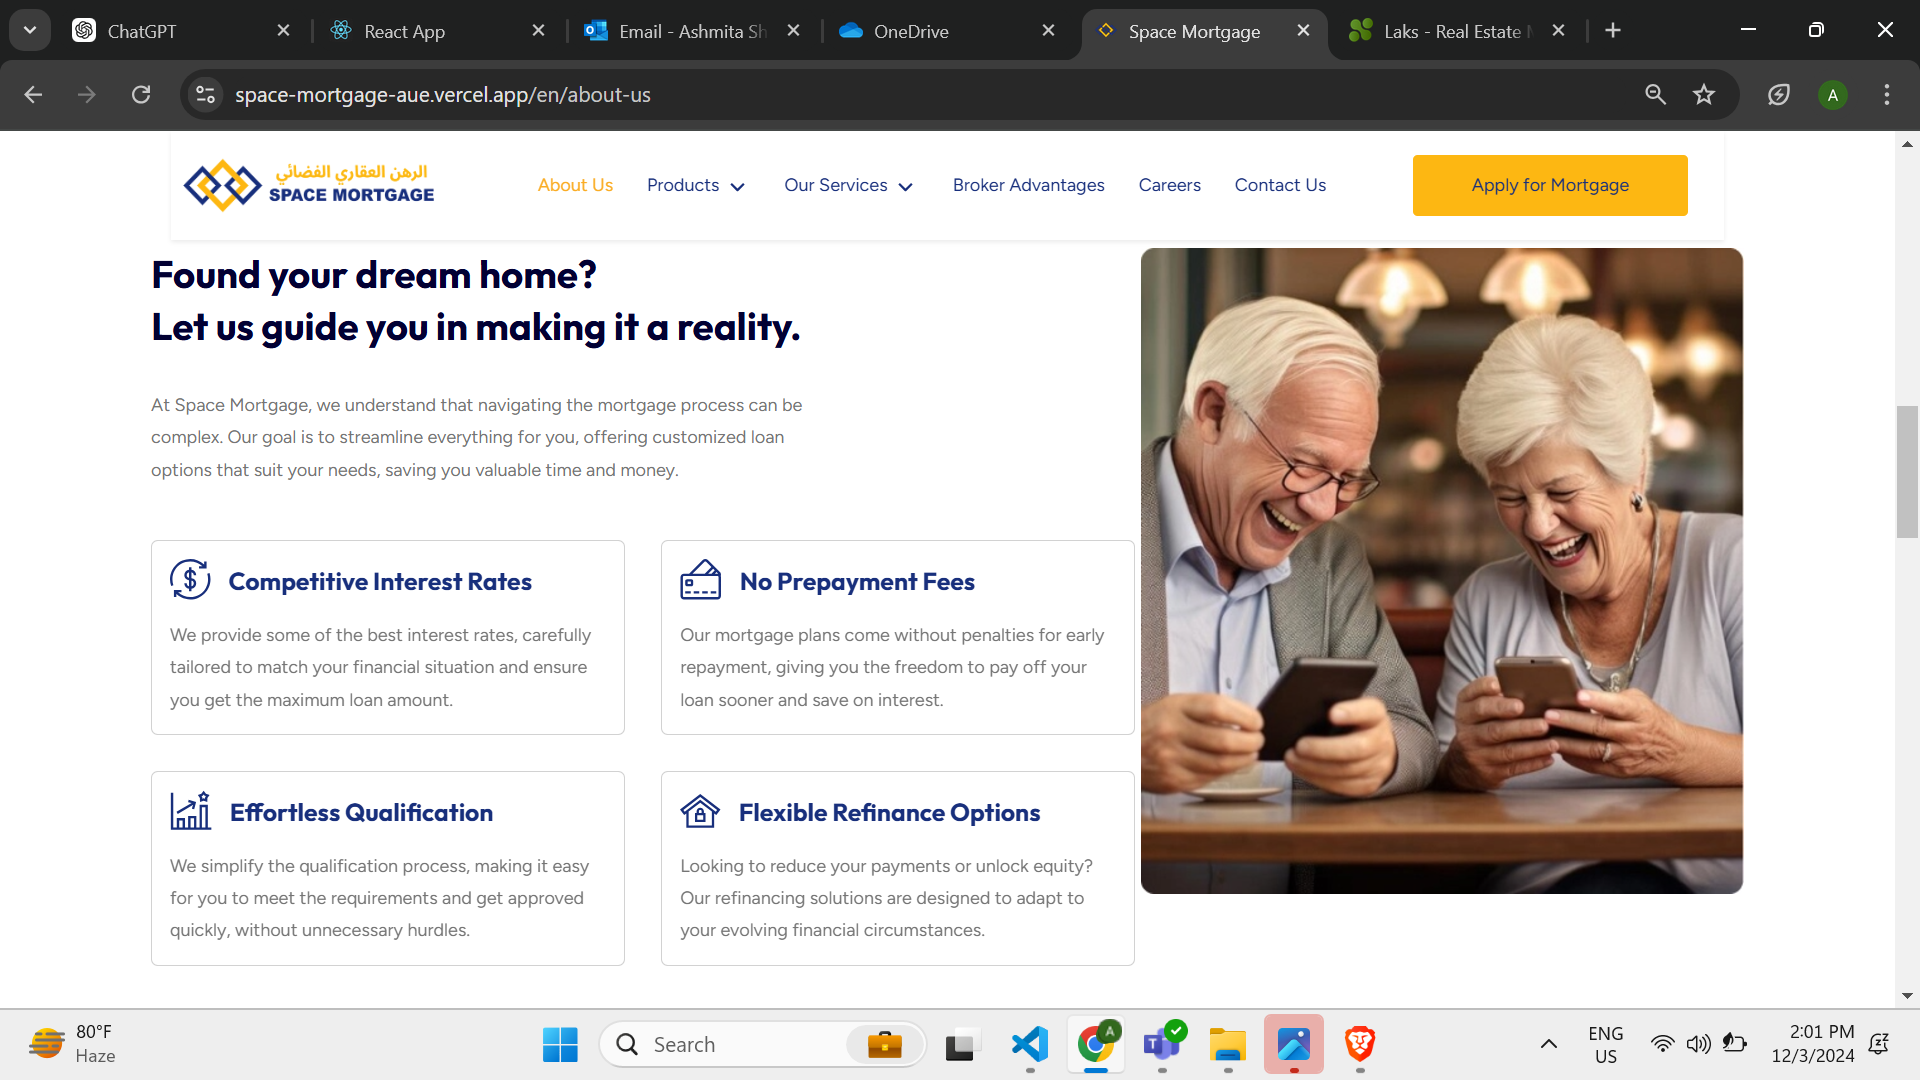 ChatGPT
React App
Email - Ashmita Sh
OneDrive
Space Mortgage
Laks - Real Estate
space-mortgage-aue.vercel.app/en/about-us
A
الرهن العقاري الفضائي
SPACE MORTGAGE
About Us
Products
Our Services
Broker Advantages
Careers
Contact Us
Apply for Mortgage
Found your dream home?
Let us guide you in making it a reality.
At Space Mortgage, we understand that navigating the mortgage process can be
complex. Our goal is to streamline everything for you, offering customized loan
options that suit your needs, saving you valuable time and money.
Competitive Interest Rates
We provide some of the best interest rates, carefully
tailored to match your financial situation and ensure
you get the maximum loan amount.
No Prepayment Fees
Our mortgage plans come without penalties for early
repayment, giving you the freedom to pay off your
loan sooner and save on interest.
Effortless Qualification
We simplify the qualification process, making it easy
for you to meet the requirements and get approved
quickly, without unnecessary hurdles.
Flexible Refinance Options
Looking to reduce your payments or unlock equity?
Our refinancing solutions are designed to adapt to
your evolving financial circumstances.
80°F
Haze
Search
A
T
ENG
US
2:01 PM
12/3/2024